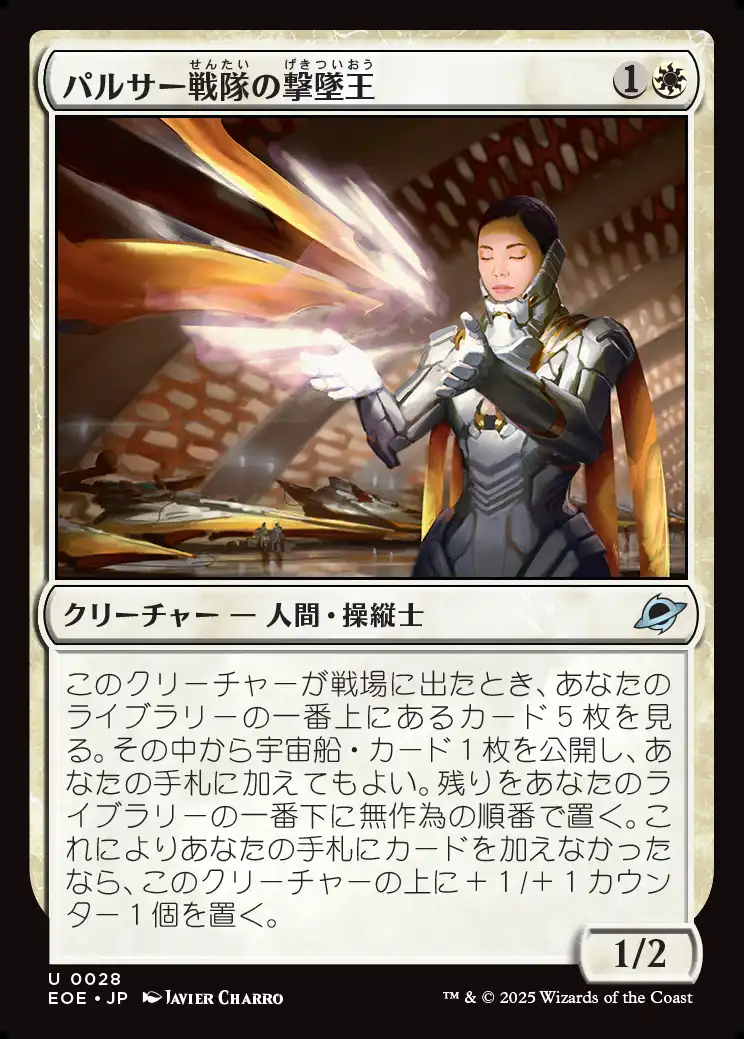 パルサー戦隊の撃墜王
せんたい げきついおう
1
クリーチャー — 人間・操縦士
このクリーチャーが戦場に出たとき、あなたの
ライブラリーの一番上にあるカード５枚を見
る。その中から宇宙船・カード１枚を公開し、あ
なたの手札に加えてもよい。残りをあなたのラ
イブラリーの一番下に無作為の順番で置く。こ
れによりあなたの手札にカードを加えなかった
なら、このクリーチャーの上に＋１/＋１カウン
ター１個を置く。
1/2
U 0028
EOE • JP Javier Charro
™ & © 2025 Wizards of the Coast